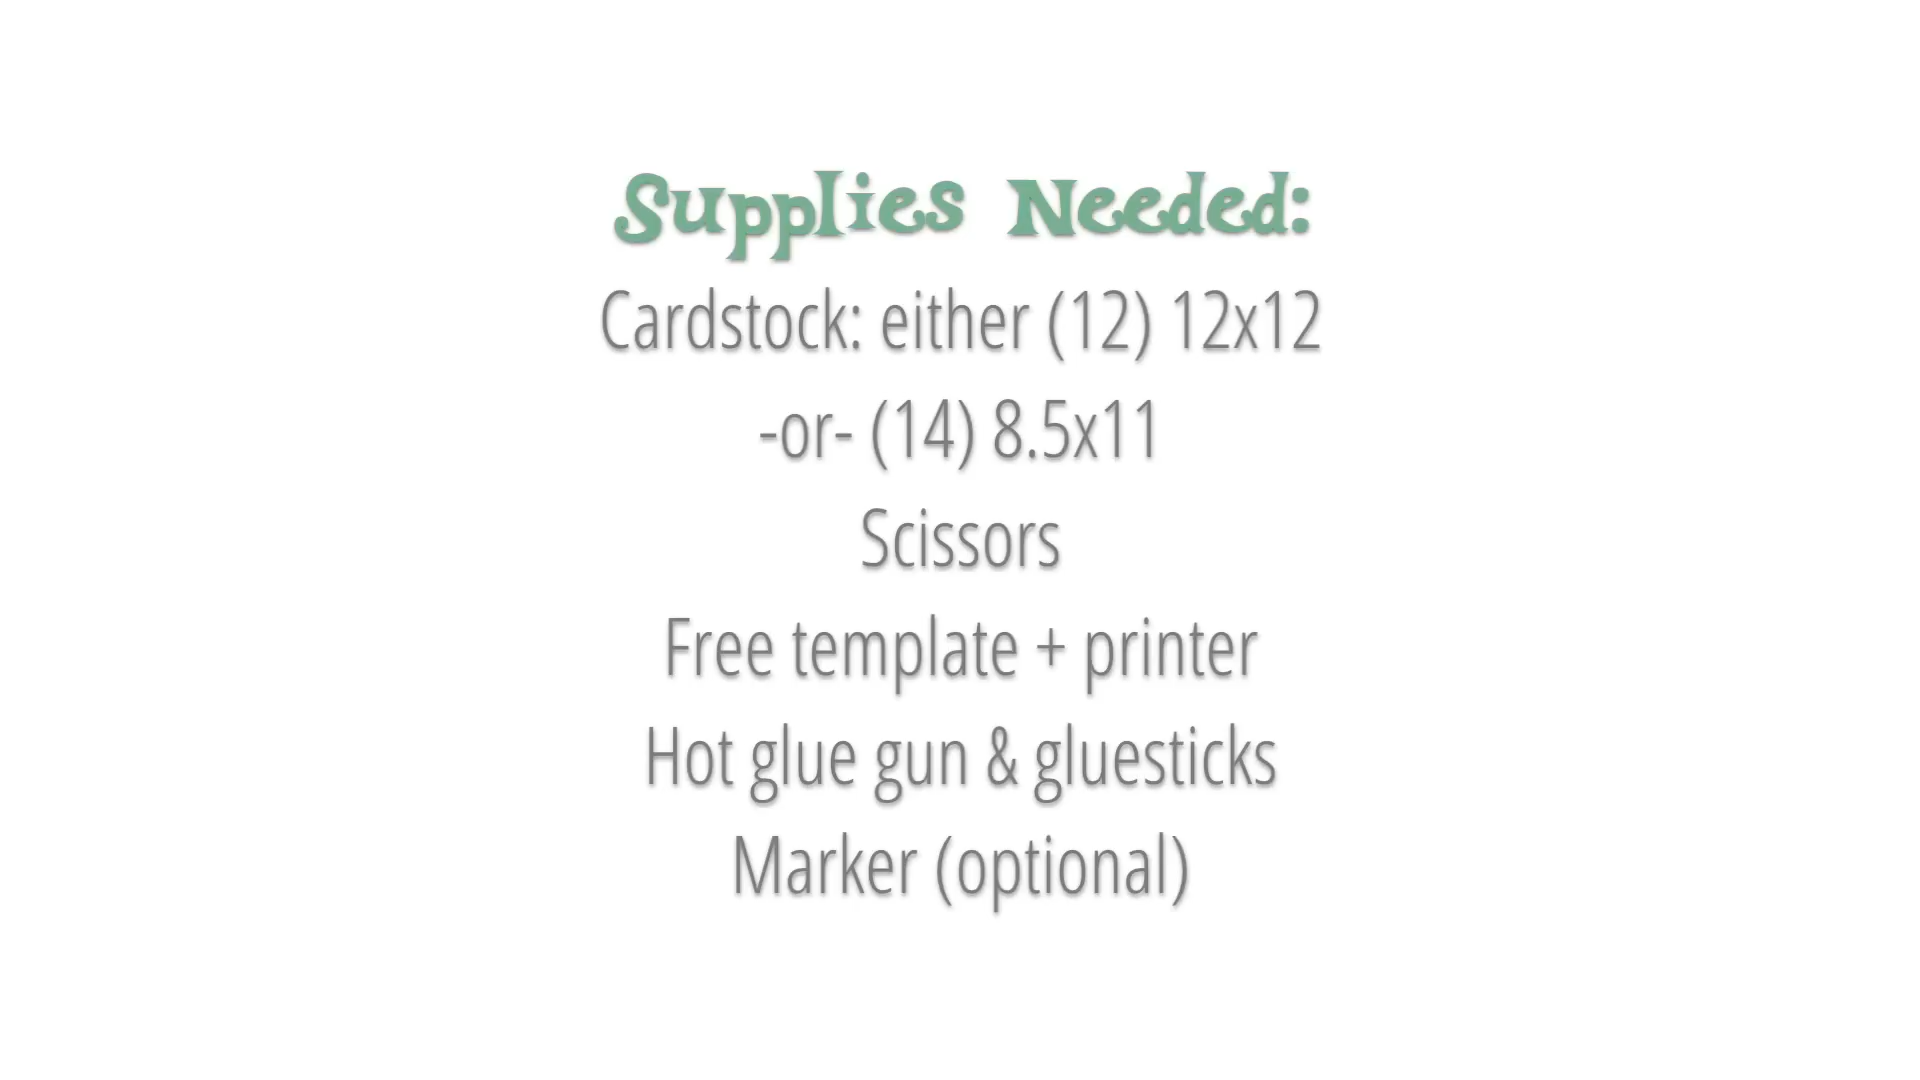 Supplies Needed:
Cardstock: either (12) 12x12
-or- (14) 8.5x11
Scissors
Free template + printer
Hot glue gun & gluesticks
Marker (optional)